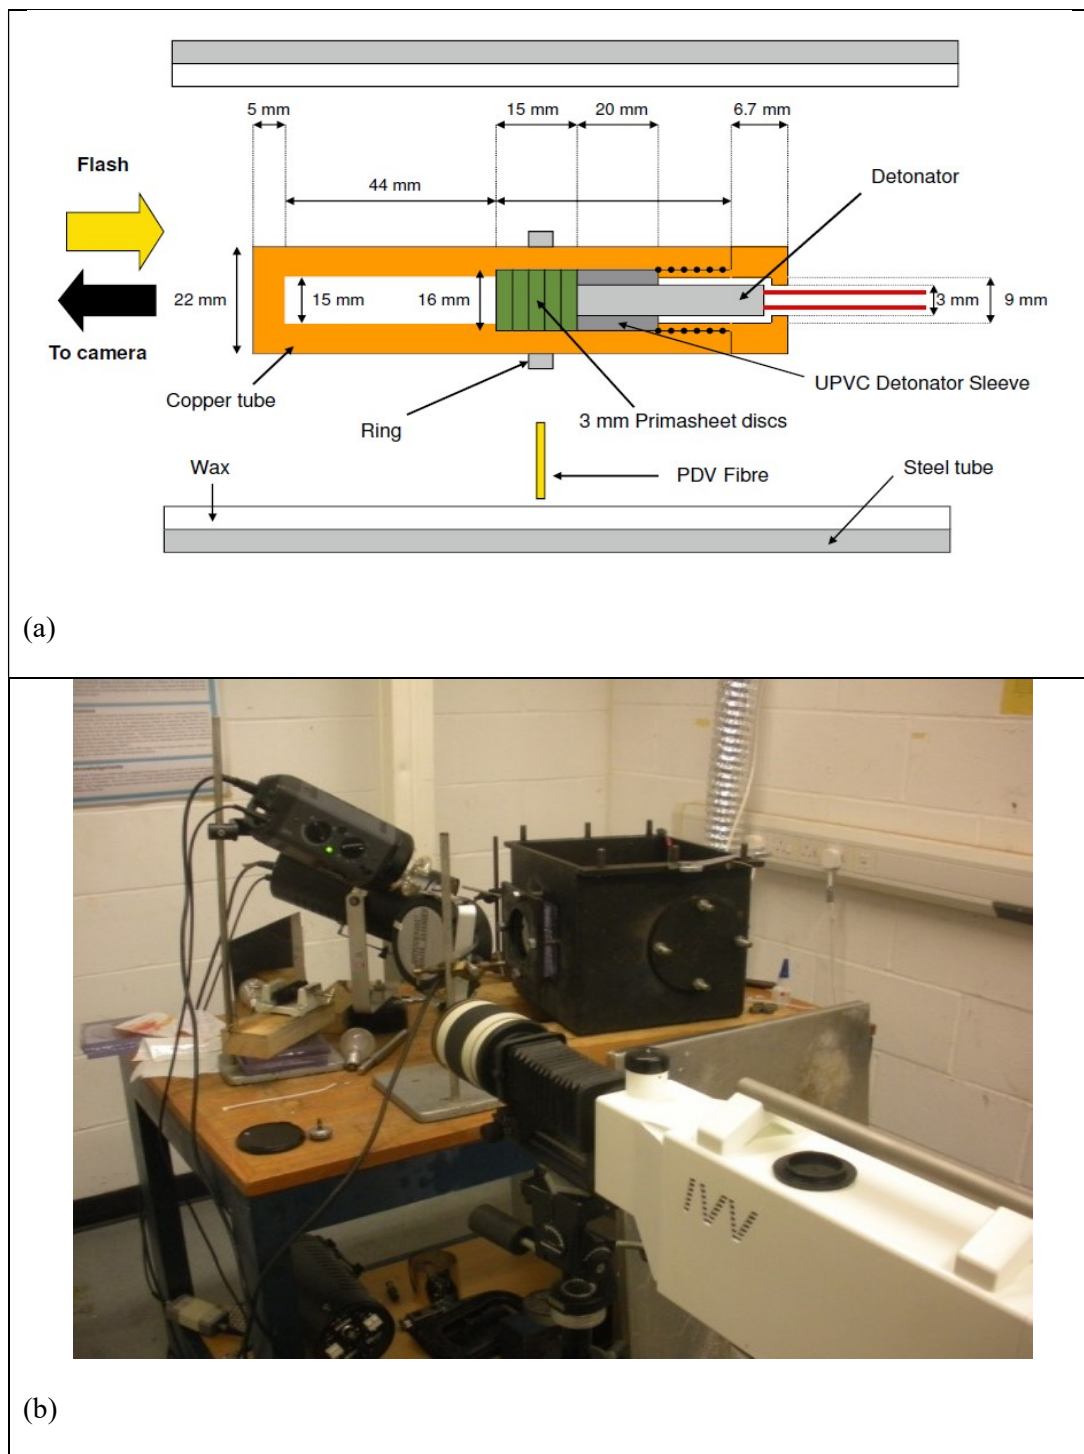 5 mm
15 mm
20 mm
6.7 mm
Flash
44 mm
Detonator
22 mm
15 mm
16 mm
3 mm
9 mm
To camera
Copper tube
UPVC Detonator Sleeve
Ring
3 mm Primasheet discs
Wax
PDV Fibre
Steel tube
(a)
(b)